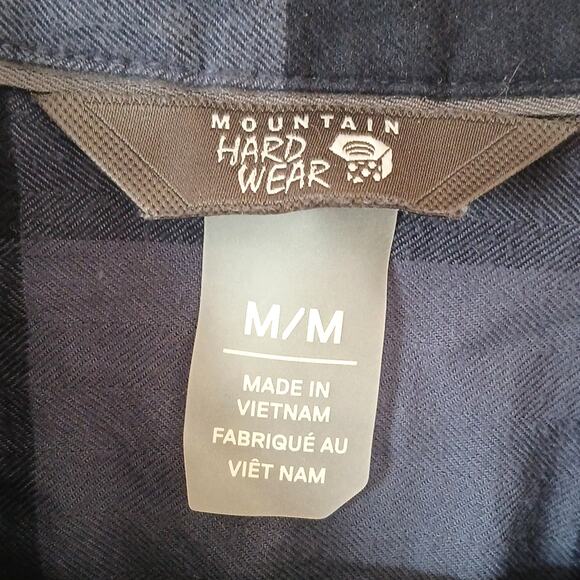 MOUNTAIN
HARD
WEAR
M/M
MADE IN
VIETNAM
FABRIQUÉ AU
VIÊT NAM